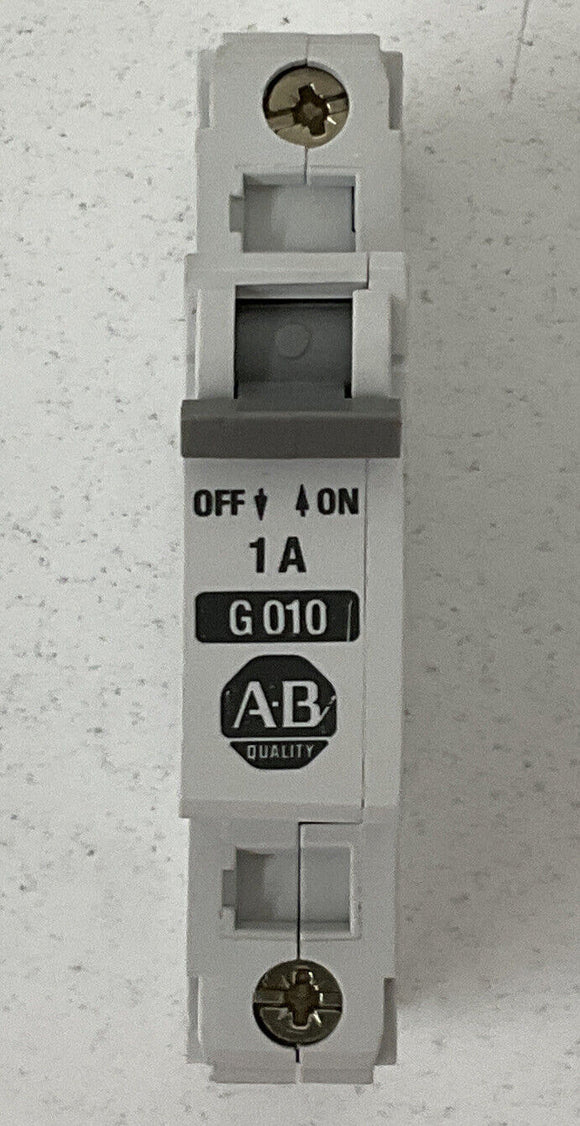 OFF ON
1 A
G 010
A-B
QUALITY